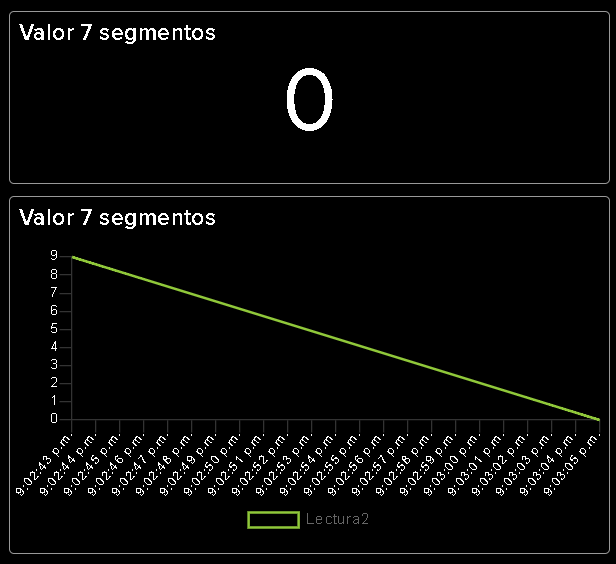 Valor 7 segmentos
0
Valor 7 segmentos
9
8
7
6
5
4
3
2
1
0
9:02:43 p.m.
9:02:44 p.m.
9:02:45 p.m.
9:02:46 p.m.
9:02:47 p.m.
9:02:48 p.m.
9:02:49 p.m.
9:02:50 p.m.
9:02:51 p.m.
9:02:52 p.m.
9:02:53 p.m.
9:02:54 p.m.
9:02:55 p.m.
9:02:56 p.m.
9:02:57 p.m.
9:02:58 p.m.
9:02:59 p.m.
9:03:00 p.m.
9:03:01 p.m.
9:03:02 p.m.
9:03:03 p.m.
9:03:04 p.m.
9:03:05 p.m.
Lectura2